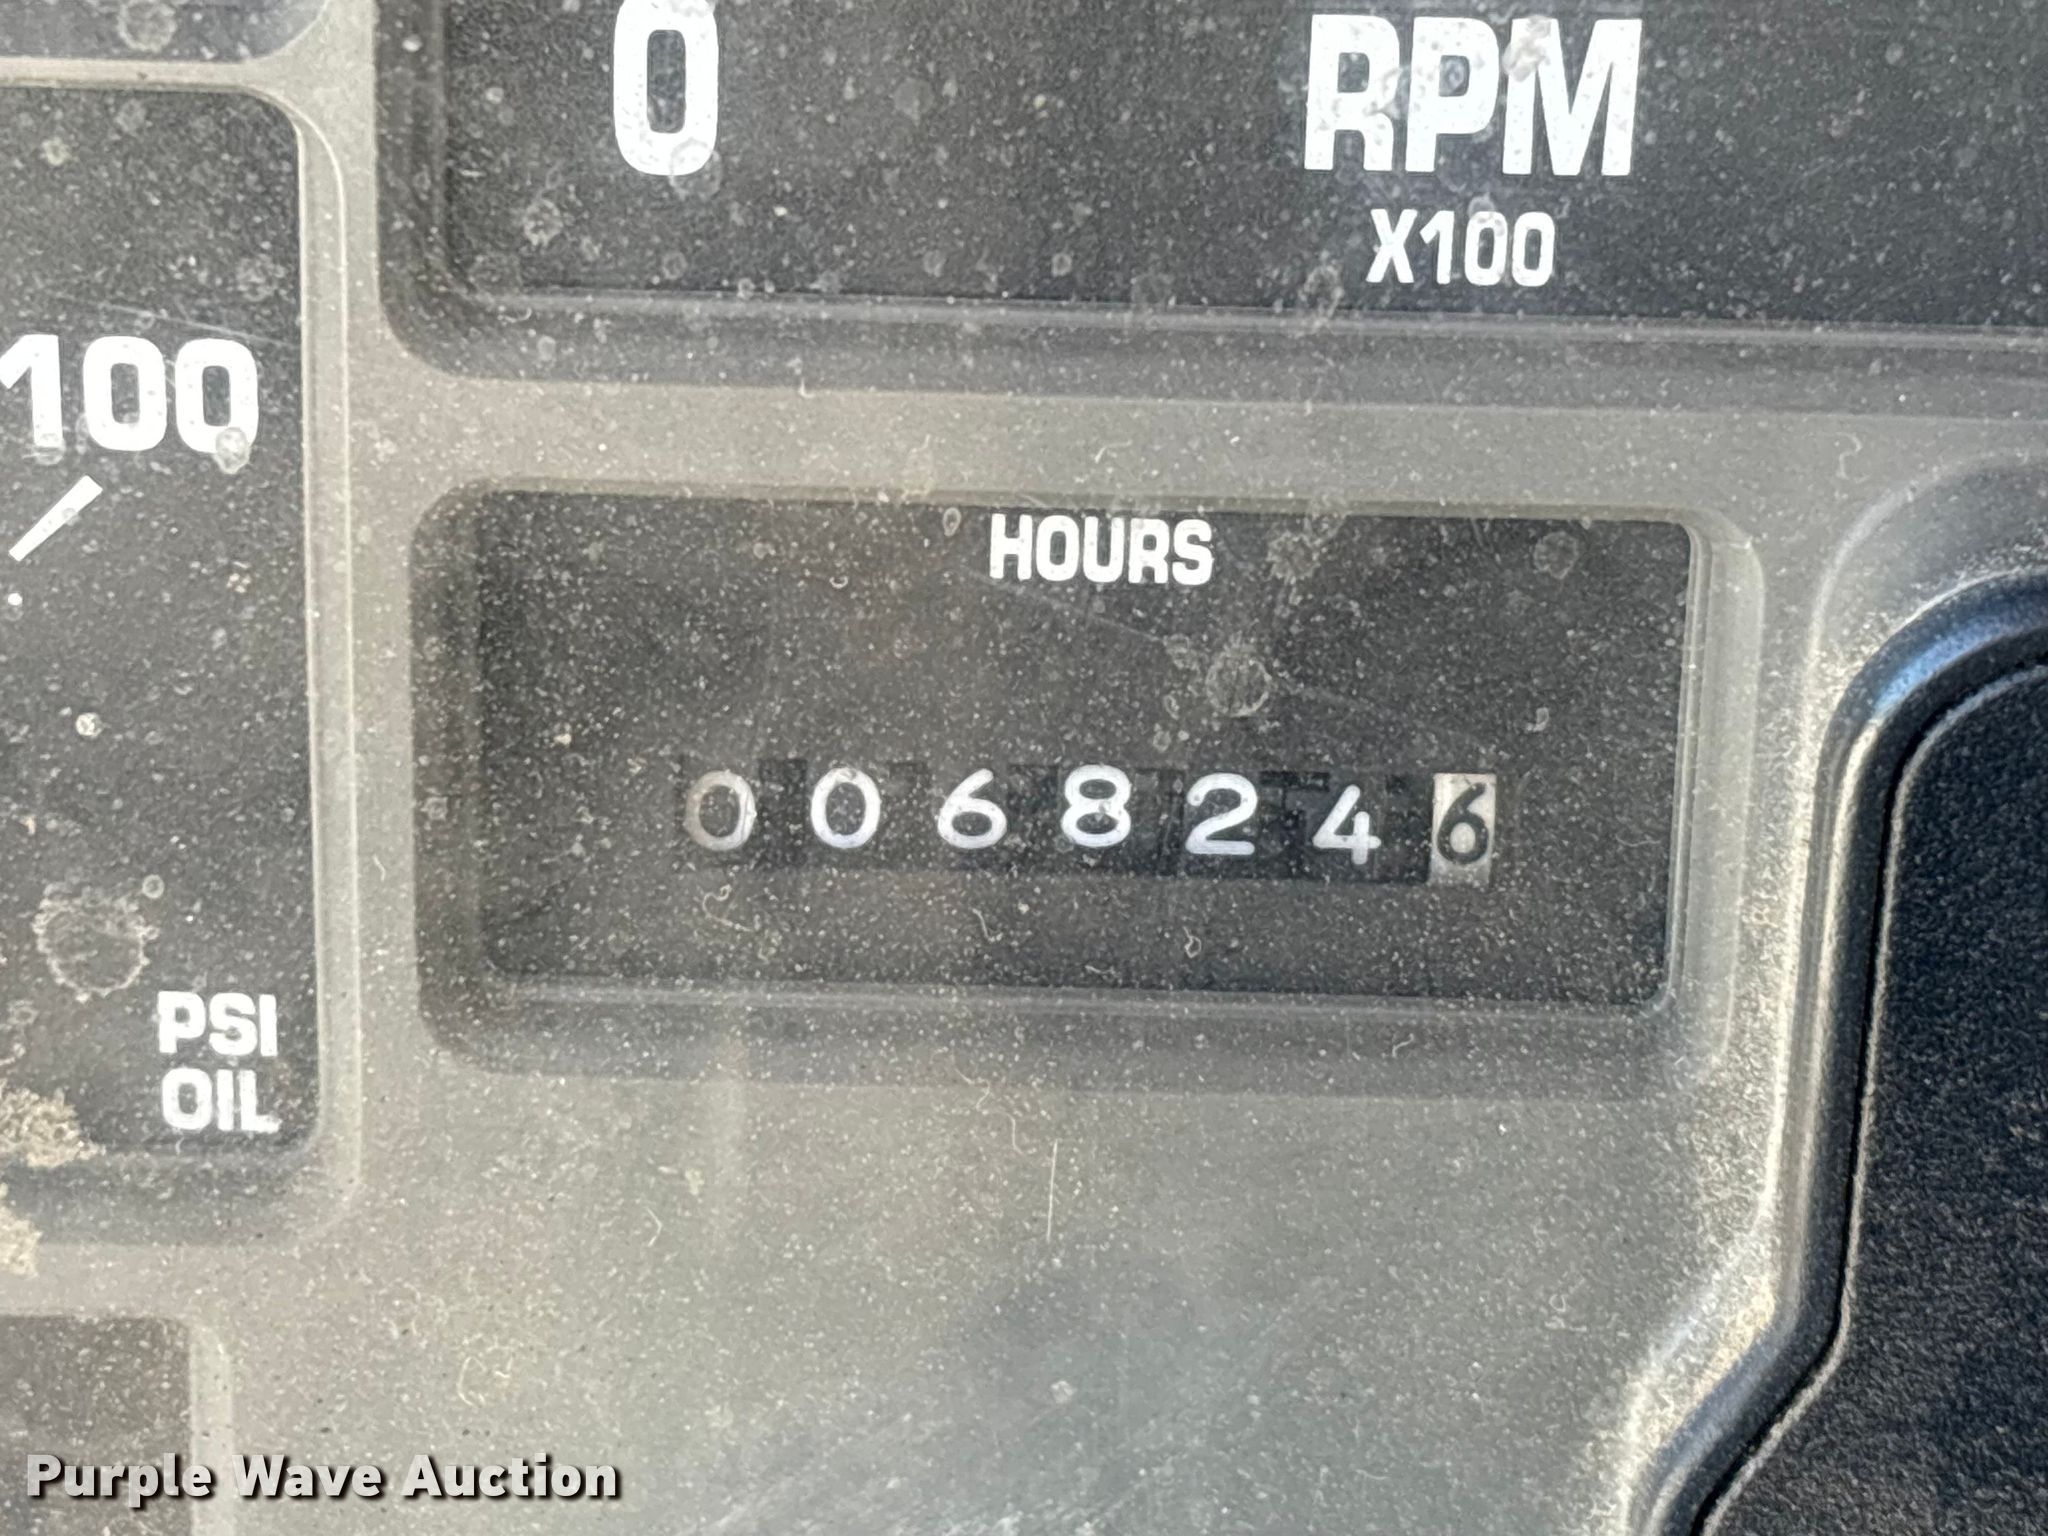 0
RPM
X100
100
HOURS
0068246
PSI
OIL
Purple Wave Auction